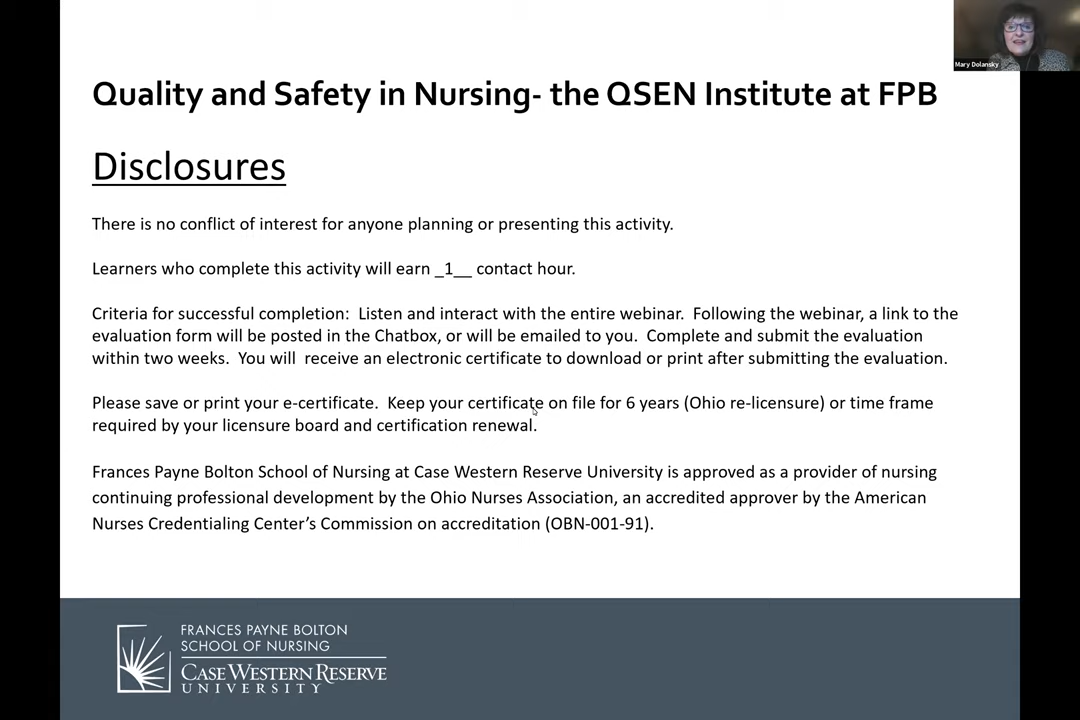 Mary Dolansky
Quality and Safety in Nursing- the QSEN Institute at FPB
Disclosures
There is no conflict of interest for anyone planning or presenting this activity.
Learners who complete this activity will earn _1__ contact hour.
Criteria for successful completion:  Listen and interact with the entire webinar.  Following the webinar, a link to the
evaluation form will be posted in the Chatbox, or will be emailed to you.  Complete and submit the evaluation
within two weeks.  You will  receive an electronic certificate to download or print after submitting the evaluation.
Please save or print your e-certificate.  Keep your certificate on file for 6 years (Ohio re-licensure) or time frame
required by your licensure board and certification renewal.
Frances Payne Bolton School of Nursing at Case Western Reserve University is approved as a provider of nursing
continuing professional development by the Ohio Nurses Association, an accredited approver by the American
Nurses Credentialing Center’s Commission on accreditation (OBN-001-91).
FRANCES PAYNE BOLTON
SCHOOL OF NURSING
CASE WESTERN RESERVE
UNIVERSITY